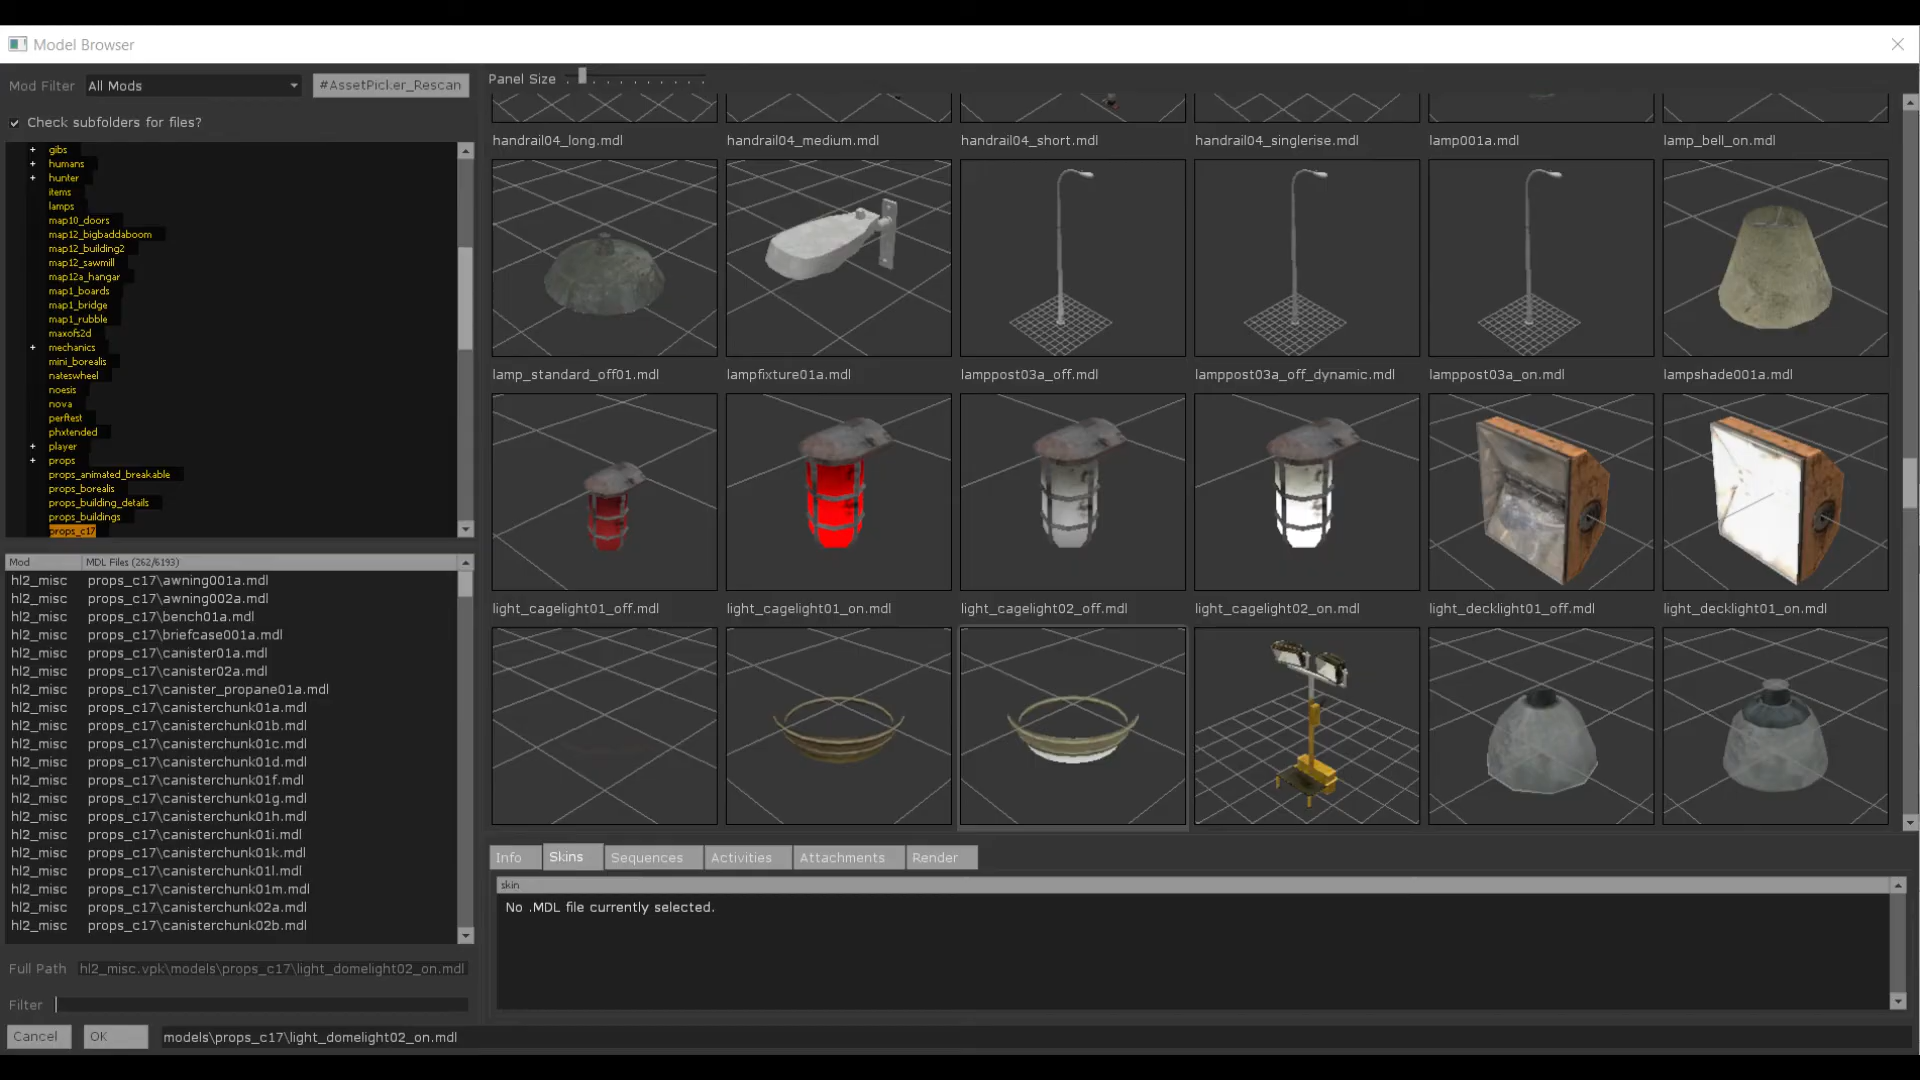 Model Browser
Mod Filter All Mods #AssetPicker_Rescan
Check subfolders for files?
gibs
humans
hunter
items
lamps
map10_doors
map12_bigbaddaboom
map12_building2
map12_sawmill
map12a_hangar
map1_boards
map1_bridge
map1_rubble
maxofs2d
mechanics
mini_borealis
nateswheel
noesis
nova
perftest
phxtended
player
props
props_animated_breakable
props_borealis
props_building_details
props_buildings
props_c17
Mod MDL Files (262/6193)
hl2_misc props_c17\awning001a.mdl
hl2_misc props_c17\awning002a.mdl
hl2_misc props_c17\bench01a.mdl
hl2_misc props_c17\briefcase001a.mdl
hl2_misc props_c17\canister01a.mdl
hl2_misc props_c17\canister02a.mdl
hl2_misc props_c17\canister_propane01a.mdl
hl2_misc props_c17\canisterchunk01a.mdl
hl2_misc props_c17\canisterchunk01b.mdl
hl2_misc props_c17\canisterchunk01c.mdl
hl2_misc props_c17\canisterchunk01d.mdl
hl2_misc props_c17\canisterchunk01f.mdl
hl2_misc props_c17\canisterchunk01g.mdl
hl2_misc props_c17\canisterchunk01h.mdl
hl2_misc props_c17\canisterchunk01i.mdl
hl2_misc props_c17\canisterchunk01k.mdl
hl2_misc props_c17\canisterchunk01l.mdl
hl2_misc props_c17\canisterchunk01m.mdl
hl2_misc props_c17\canisterchunk02a.mdl
hl2_misc props_c17\canisterchunk02b.mdl
Full Path hl2_misc.vpk\models\props_c17\light_domelight02_on.mdl
Filter
Cancel OK models\props_c17\light_domelight02_on.mdl
Panel Size
handrail04_long.mdl handrail04_medium.mdl handrail04_short.mdl handrail04_singlerise.mdl lamp001a.mdl lamp_bell_on.mdl
lamp_standard_off01.mdl lampfixture01a.mdl lamppost03a_off.mdl lamppost03a_off_dynamic.mdl lamppost03a_on.mdl lampshade001a.mdl
light_cagelight01_off.mdl light_cagelight01_on.mdl light_cagelight02_off.mdl light_cagelight02_on.mdl light_decklight01_off.mdl light_decklight01_on.mdl
Info Skins Sequences Activities Attachments Render
skin
No .MDL file currently selected.